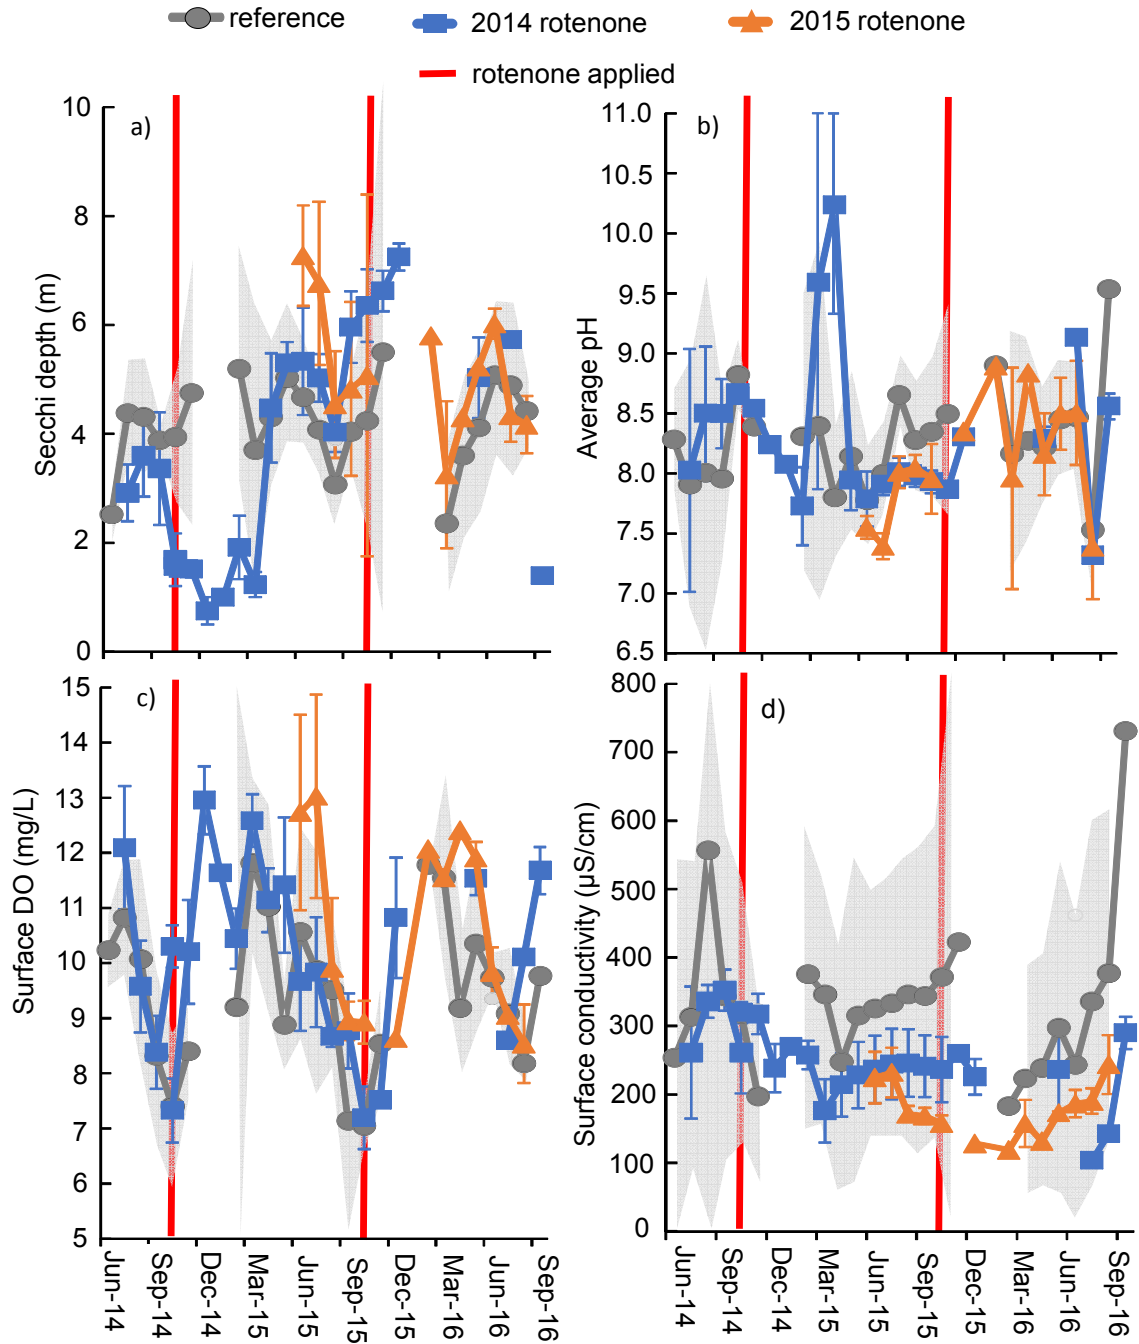 reference 2014 rotenone 2015 rotenone
rotenone applied
a)
Secchi depth (m)
10
8
6
4
2
0
b)
Average pH
11.0
10.5
10.0
9.5
9.0
8.5
8.0
7.5
7.0
6.5
c)
Surface DO (mg/L)
15
14
13
12
11
10
9
8
7
6
5
Jun-14
Sep-14
Dec-14
Mar-15
Jun-15
Sep-15
Dec-15
Mar-16
Jun-16
Sep-16
d)
Surface conductivity (µS/cm)
800
700
600
500
400
300
200
100
0
Jun-14
Sep-14
Dec-14
Mar-15
Jun-15
Sep-15
Dec-15
Mar-16
Jun-16
Sep-16